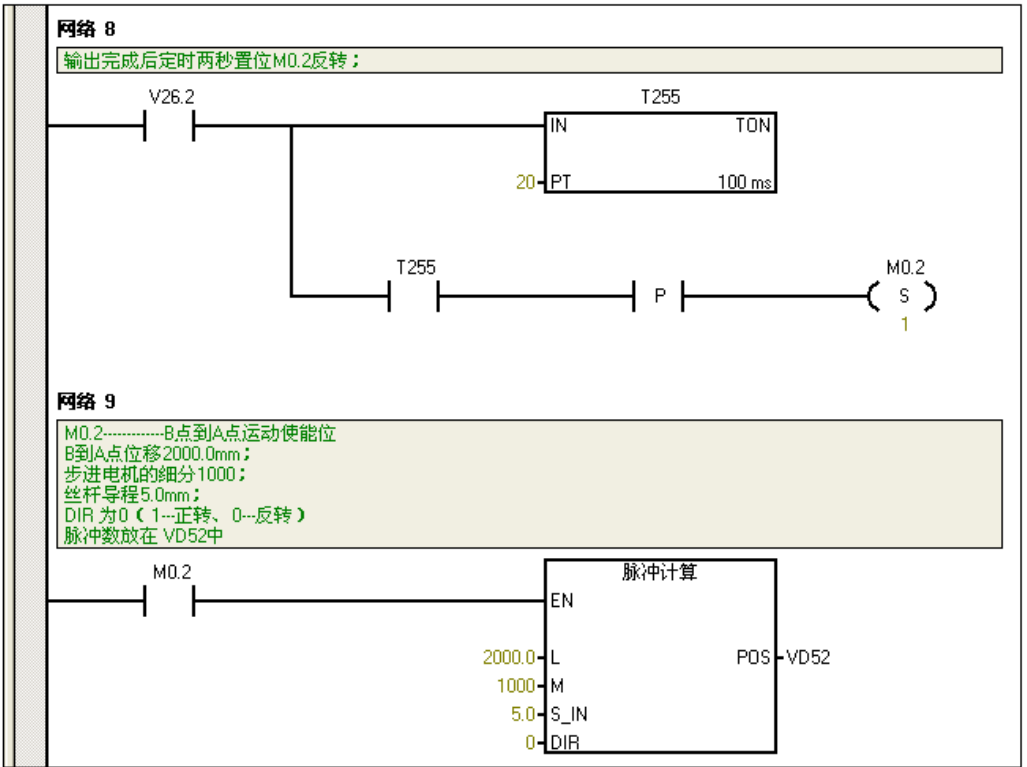 网络 8
输出完成后定时两秒置位M0.2反转；
V26.2
T255
IN TON
20 PT 100 ms
T255
P
M0.2
S
1
网络 9
M0.2------------B点到A点运动使能位
B到A点位移2000.0mm；
步进电机的细分1000；
丝杆导程5.0mm；
DIR 为0（ 1---正转、 0---反转 ）
脉冲数放在 VD52中
M0.2
脉冲计算
EN
2000.0 L POS VD52
1000 M
5.0 S_IN
0 DIR